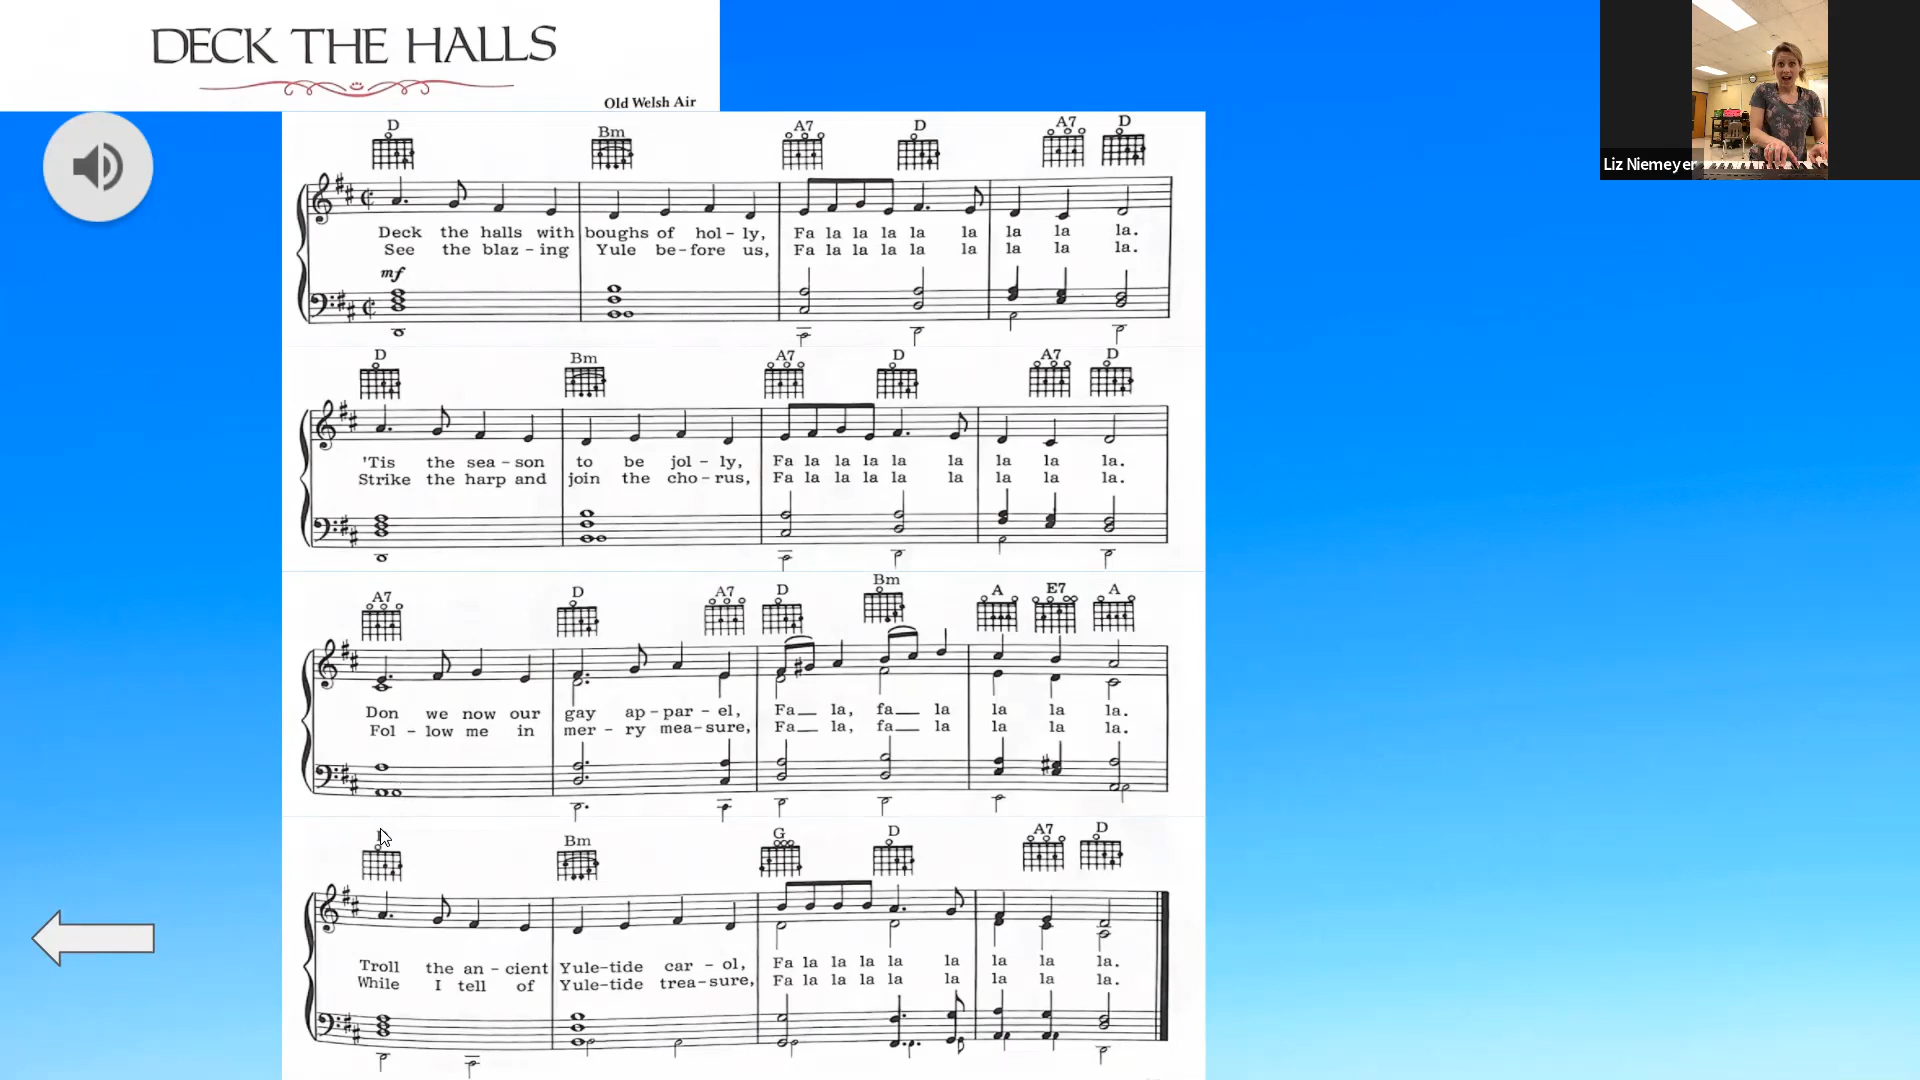 DECK THE HALLS
Old Welsh Air
Liz Niemeyer
D Bm A7 D A7 D
Deck the halls with boughs of hol - ly, Fa la la la la la la la la.
See the blaz - ing Yule be - fore us, Fa la la la la la la la la.
mf
D Bm A7 D A7 D
'Tis the sea - son to be jol - ly, Fa la la la la la la la la.
Strike the harp and join the cho - rus, Fa la la la la la la la la.
A7 D A7 D Bm A E7 A
Don we now our gay ap - par - el, Fa la, fa la la la la.
Fol - low me in mer - ry mea - sure, Fa la, fa la la la la.
Bm G D A7 D
Troll the an - cient Yule - tide car - ol, Fa la la la la la la la la.
While I tell of Yule - tide trea - sure, Fa la la la la la la la la.